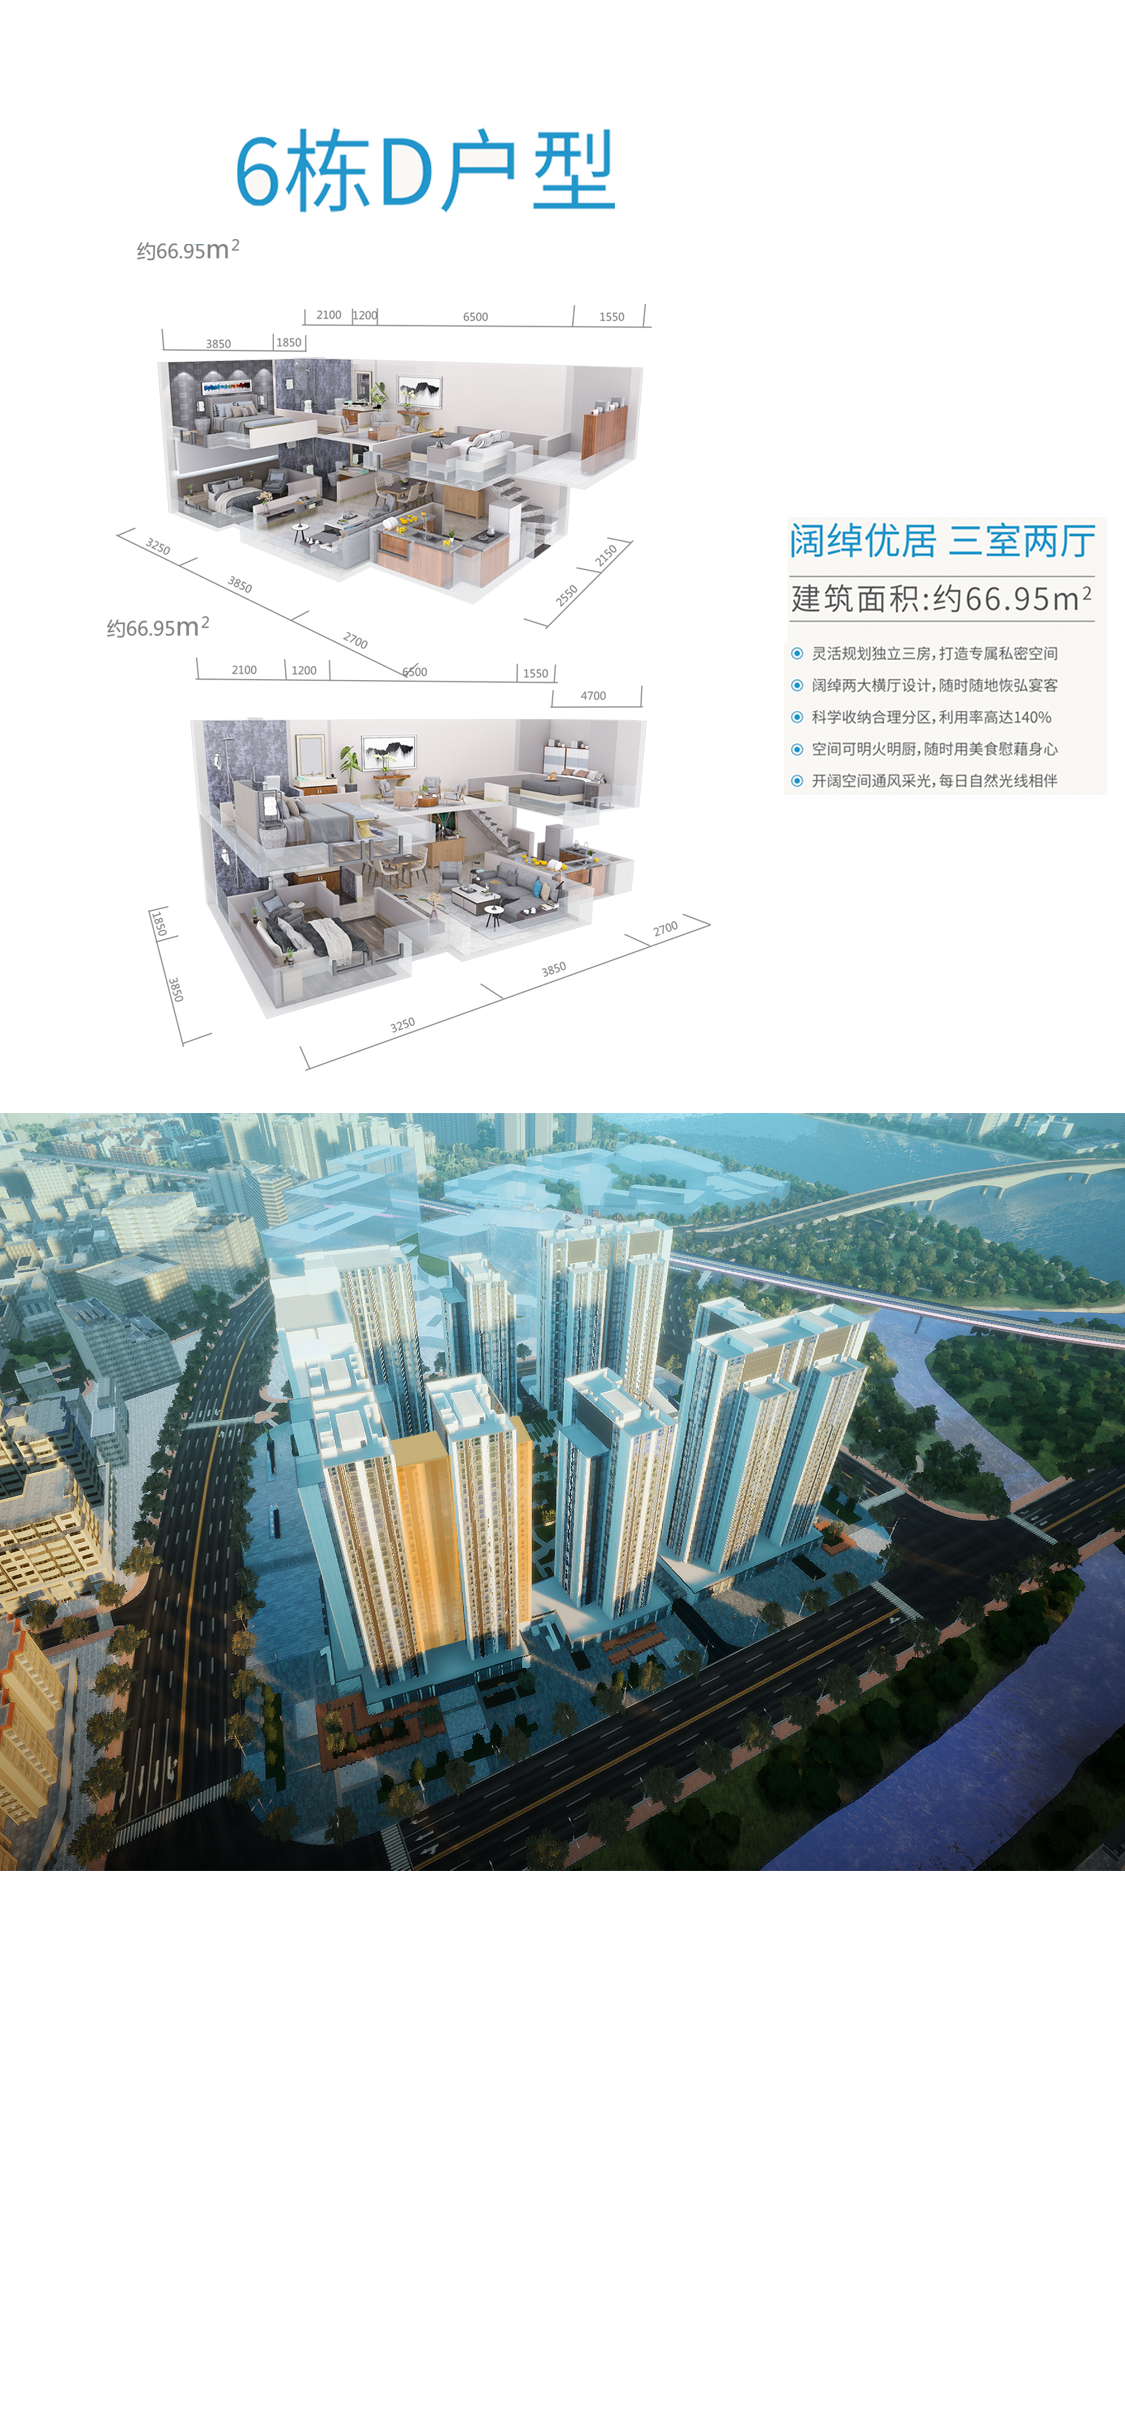 6栋D户型
约66.95m²
2100 1200 6500 1550
3850 1850
3250
3850
2700
2550
2150
约66.95m²
2100 1200 6500 1550
4700
1850
3850
3250
3850
2700
阔绰优居 三室两厅
建筑面积:约66.95m²
灵活规划独立三房,打造专属私密空间
阔绰两大横厅设计,随时随地恢弘宴客
科学收纳合理分区,利用率高达140%
空间可明火明厨,随时用美食慰藉身心
开阔空间通风采光,每日自然光线相伴